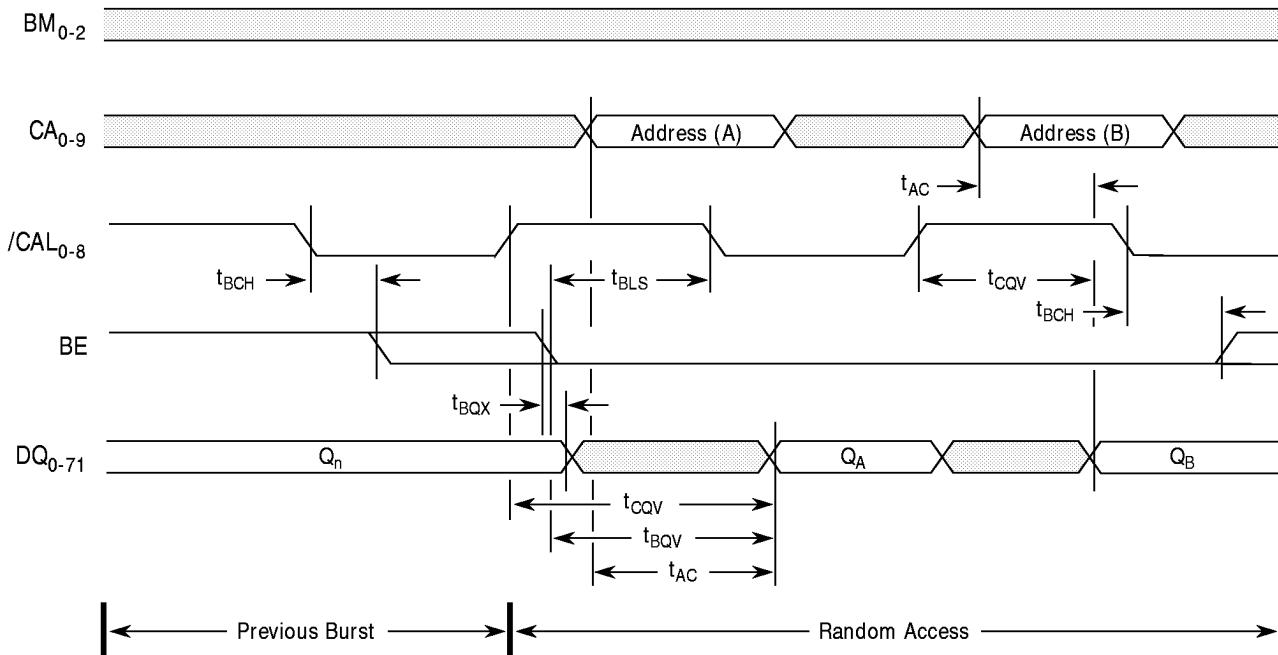 BM0-2
CA0-9
Address (A)
Address (B)
tAC
/CAL0-8
tBCH
tBLS
tCQV
tBCH
BE
tBQX
DQ0-71
Qn
QA
QB
tCQV
tBQV
tAC
Previous Burst
Random Access